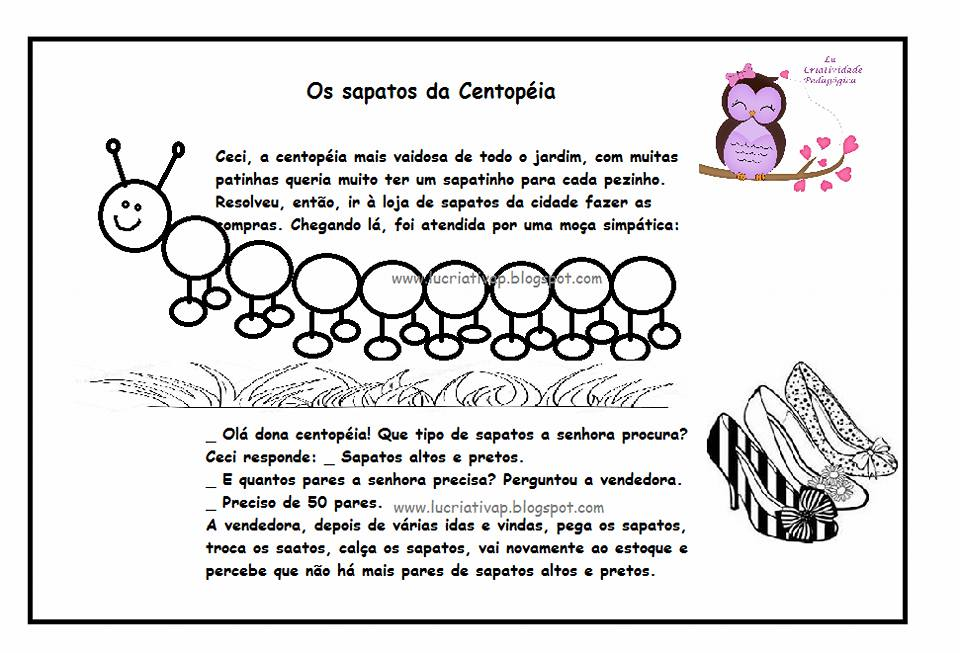 Lu
Criatividade
Pedagógica
Os sapatos da Centopéia
Ceci, a centopéia mais vaidosa de todo o jardim, com muitas
patinhas queria muito ter um sapatinho para cada pezinho.
Resolveu, então, ir à loja de sapatos da cidade fazer as
compras. Chegando lá, foi atendida por uma moça simpática:
www.lucriativap.blogspot.com
_ Olá dona centopéia! Que tipo de sapatos a senhora procura?
Ceci responde: _ Sapatos altos e pretos.
_ E quantos pares a senhora precisa? Perguntou a vendedora.
_ Preciso de 50 pares.
www.lucriativap.blogspot.com
A vendedora, depois de várias idas e vindas, pega os sapatos,
troca os saatos, calça os sapatos, vai novamente ao estoque e
percebe que não há mais pares de sapatos altos e pretos.